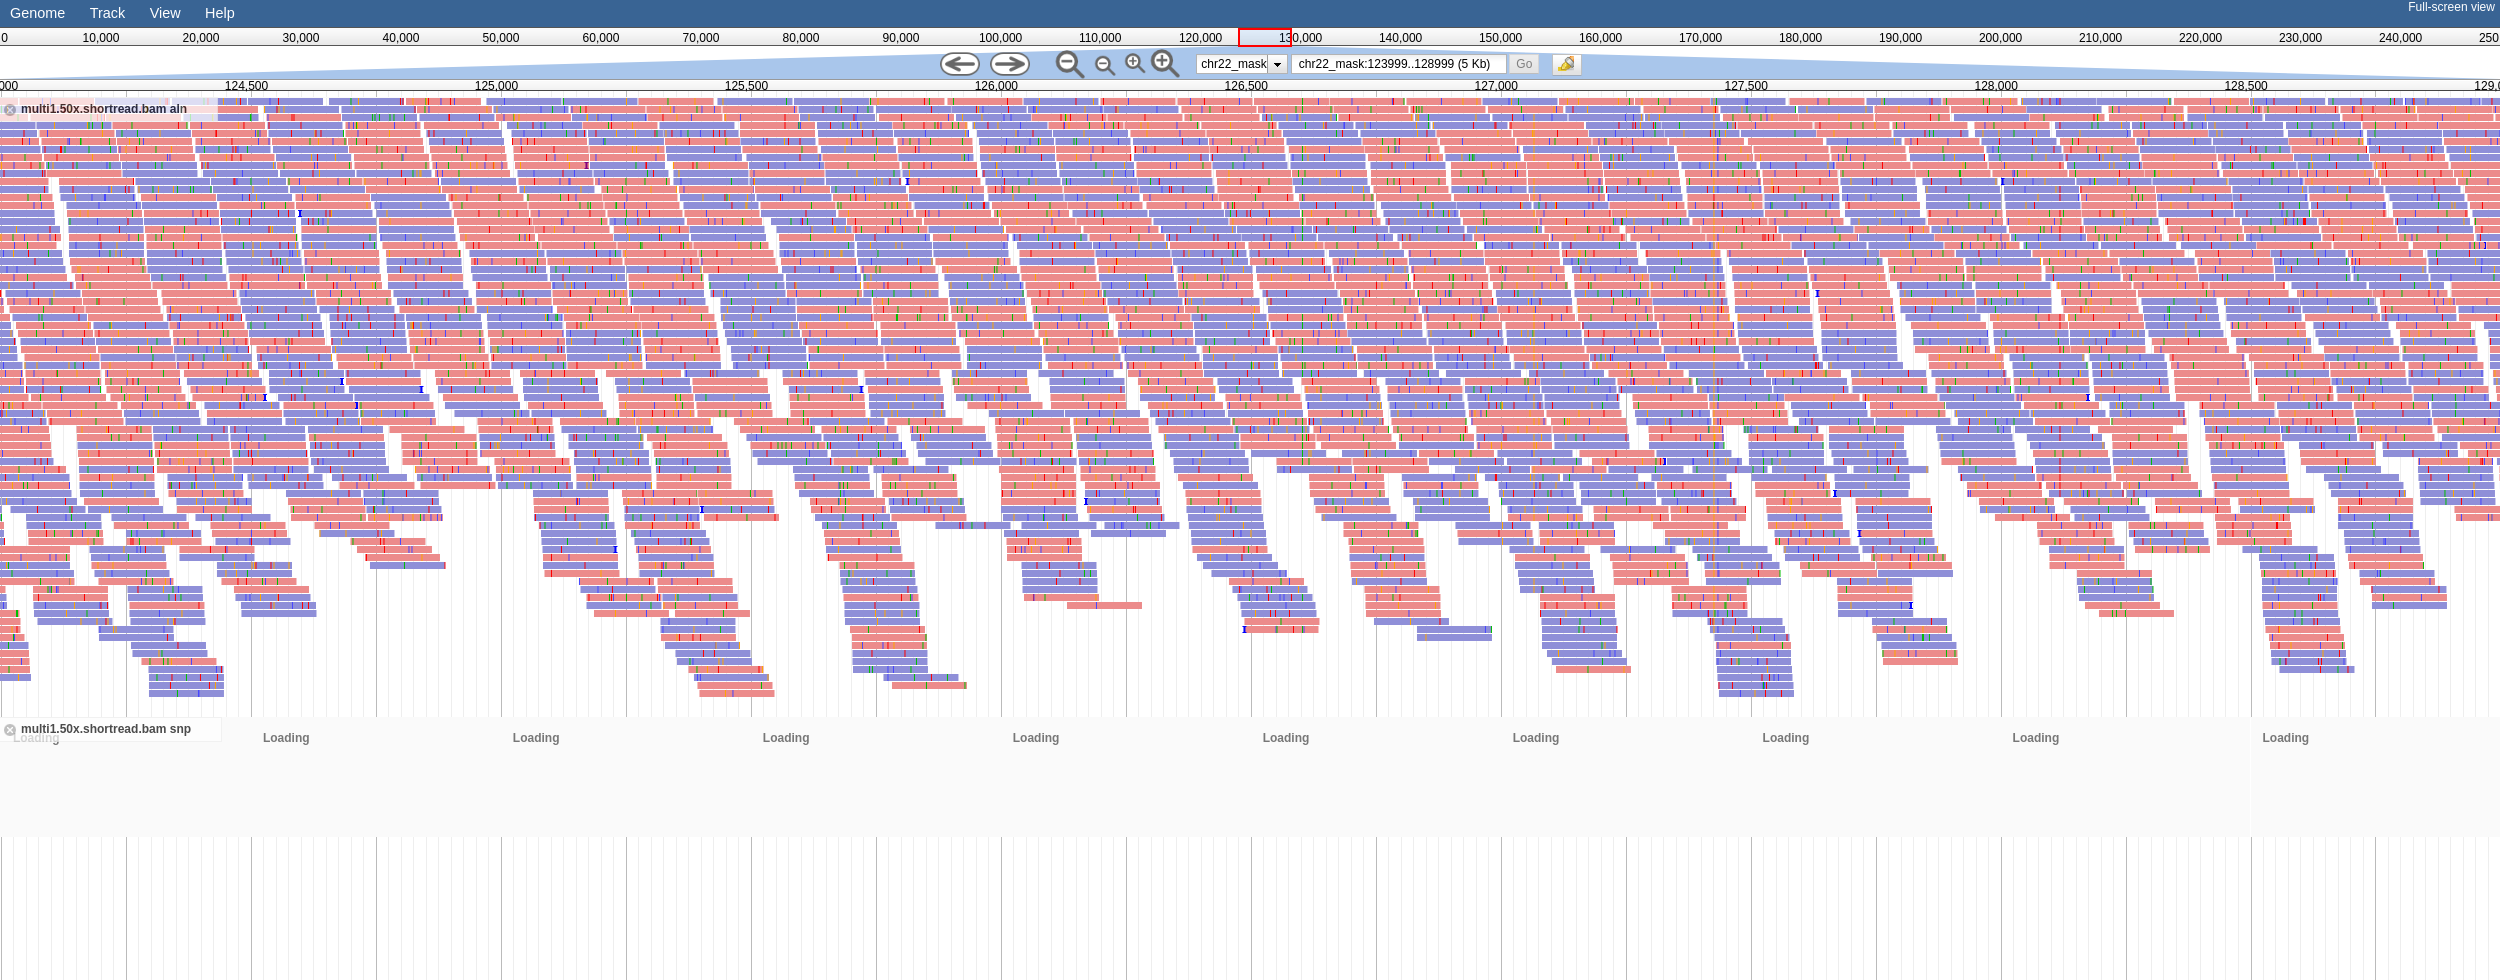 Genome Track View Help Full-screen view
0 10,000 20,000 30,000 40,000 50,000 60,000 70,000 80,000 90,000 100,000 110,000 120,000 130,000 140,000 150,000 160,000 170,000 180,000 190,000 200,000 210,000 220,000 230,000 240,000 250
chr22_mask chr22_mask:123999..128999 (5 Kb) Go
000 124,500 125,000 125,500 126,000 126,500 127,000 127,500 128,000 128,500 129,0
multi1.50x.shortread.bam aln
multi1.50x.shortread.bam snp
Loading Loading Loading Loading Loading Loading Loading Loading Loading Loading